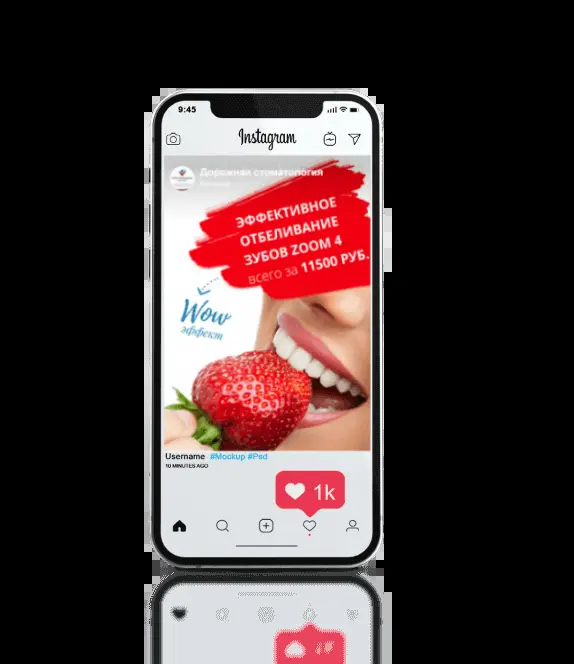 9:45
Instagram
Дорожная стоматология
ЭФФЕКТИВНОЕ
ОТБЕЛИВАНИЕ
ЗУБОВ ZOOM 4
всего за 11500 РУБ.
Wow
эффект
Username #Mockup #Psd
10 MINUTES AGO
1k